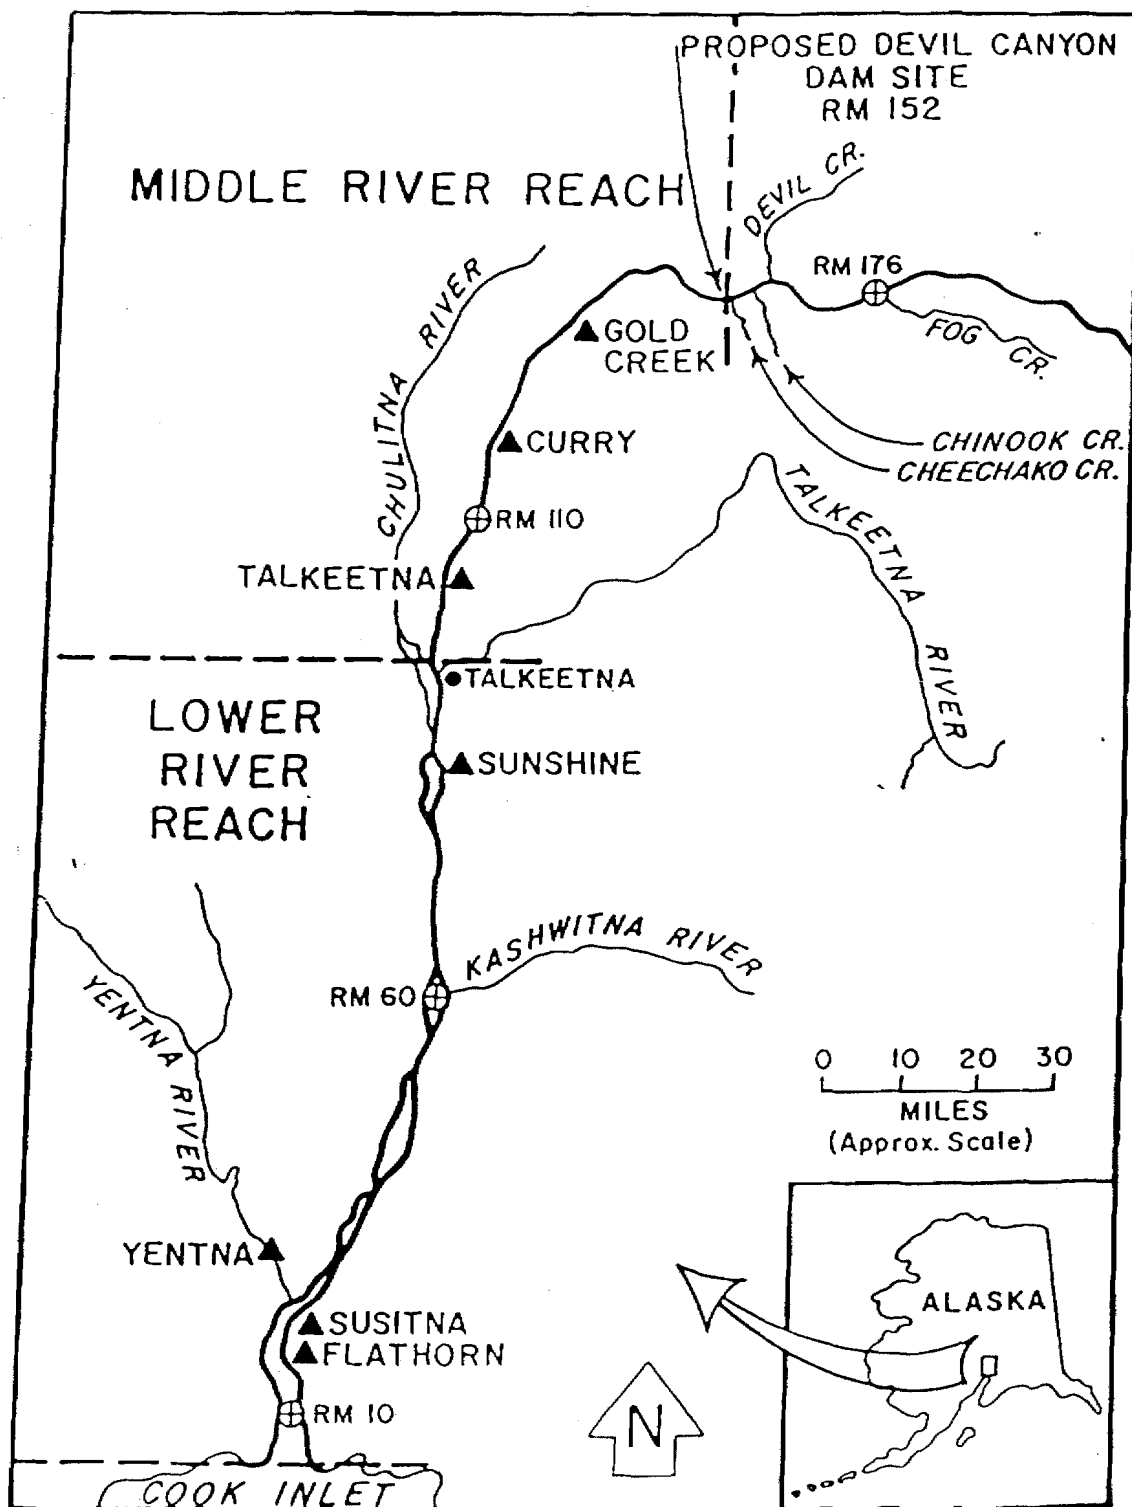 PROPOSED DEVIL CANYON
DAM SITE
RM 152
MIDDLE RIVER REACH
DEVIL CR.
RM 176
FOG CR.
CHULITNA RIVER
GOLD
CREEK
CURRY
CHINOOK CR.
CHEECHAKO CR.
RM 110
TALKEETNA RIVER
TALKEETNA
TALKEETNA
LOWER
RIVER
REACH
SUNSHINE
KASHWITNA RIVER
RM 60
YENTNA RIVER
0 10 20 30
MILES
(Approx. Scale)
YENTNA
ALASKA
SUSITNA
FLATHORN
RM 10
N
COOK INLET